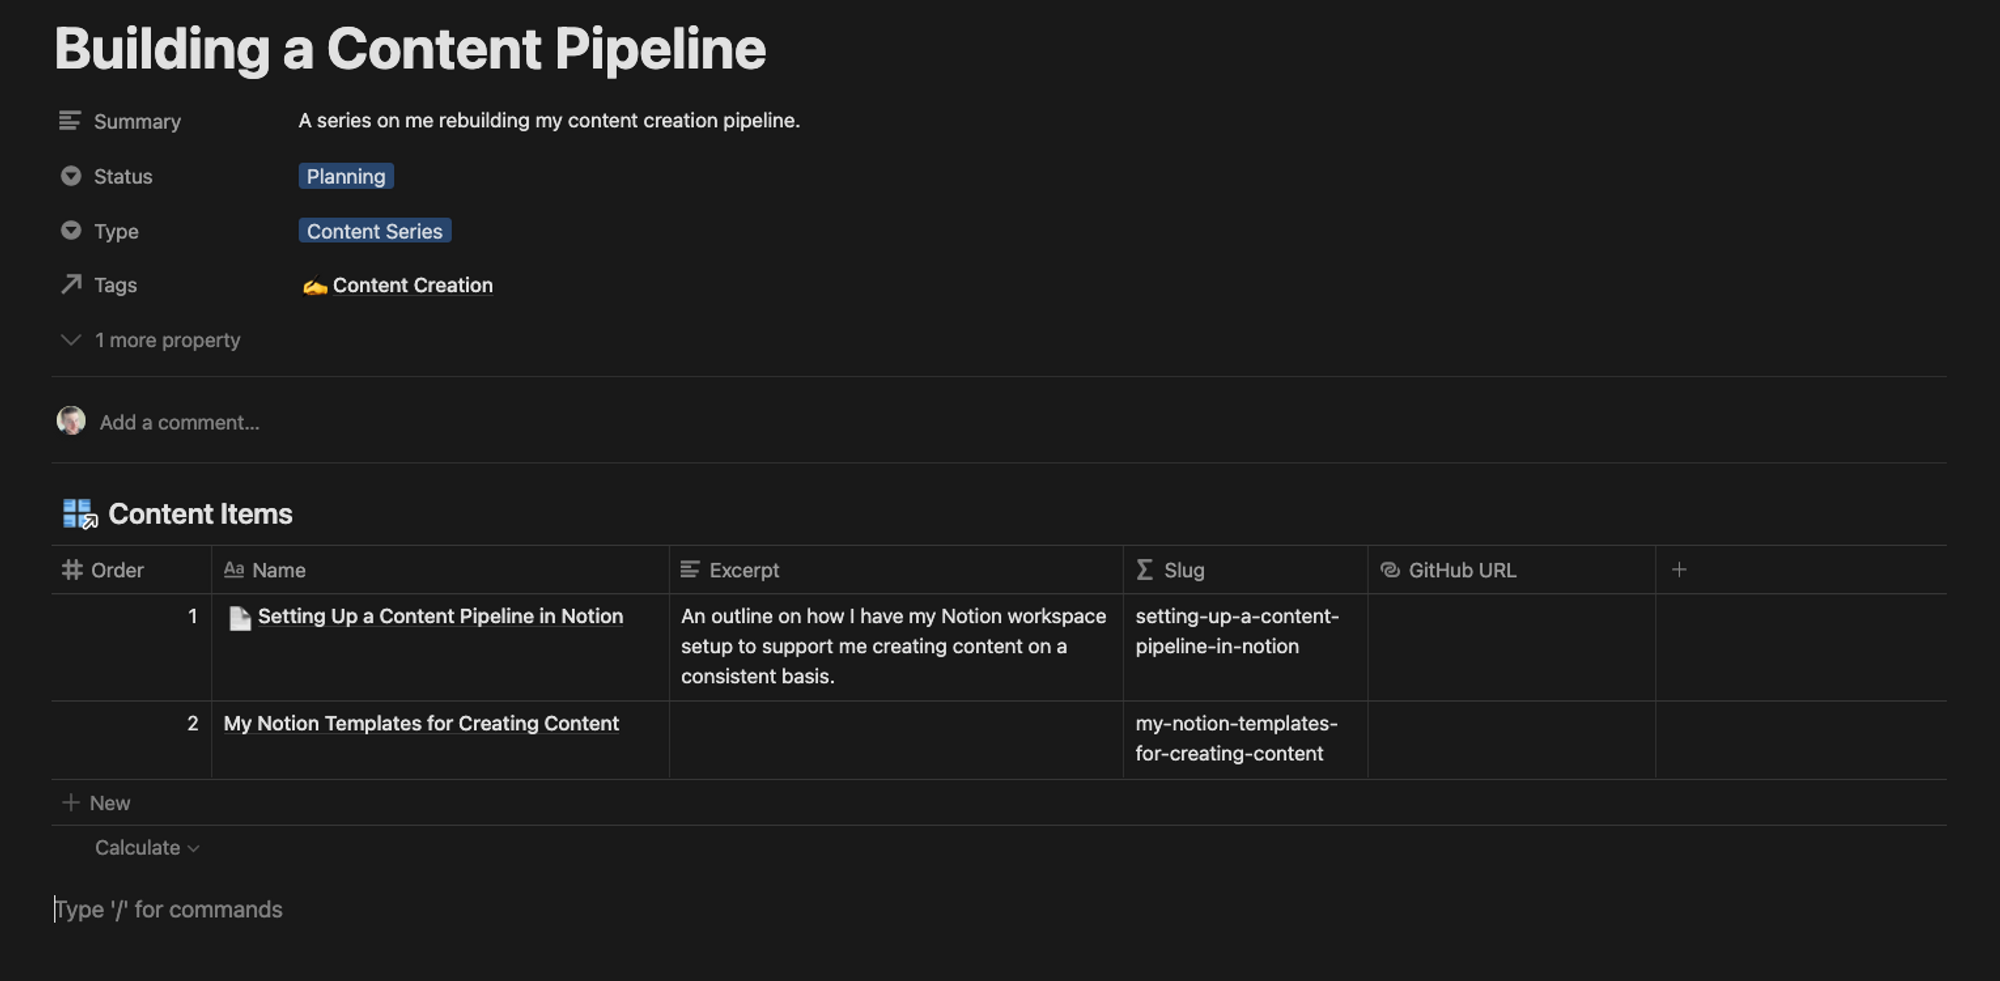 Building a Content Pipeline
Summary A series on me rebuilding my content creation pipeline.
Status Planning
Type Content Series
Tags ✍️ Content Creation
1 more property
Add a comment...
Content Items
Order Aa Name Excerpt Σ Slug GitHub URL +
1 Setting Up a Content Pipeline in Notion An outline on how I have my Notion workspace setup-up-a-content-
setup to support me creating content on a pipeline-in-notion
consistent basis.
2 My Notion Templates for Creating Content my-notion-templates-
for-creating-content
+ New
Calculate
Type '/' for commands